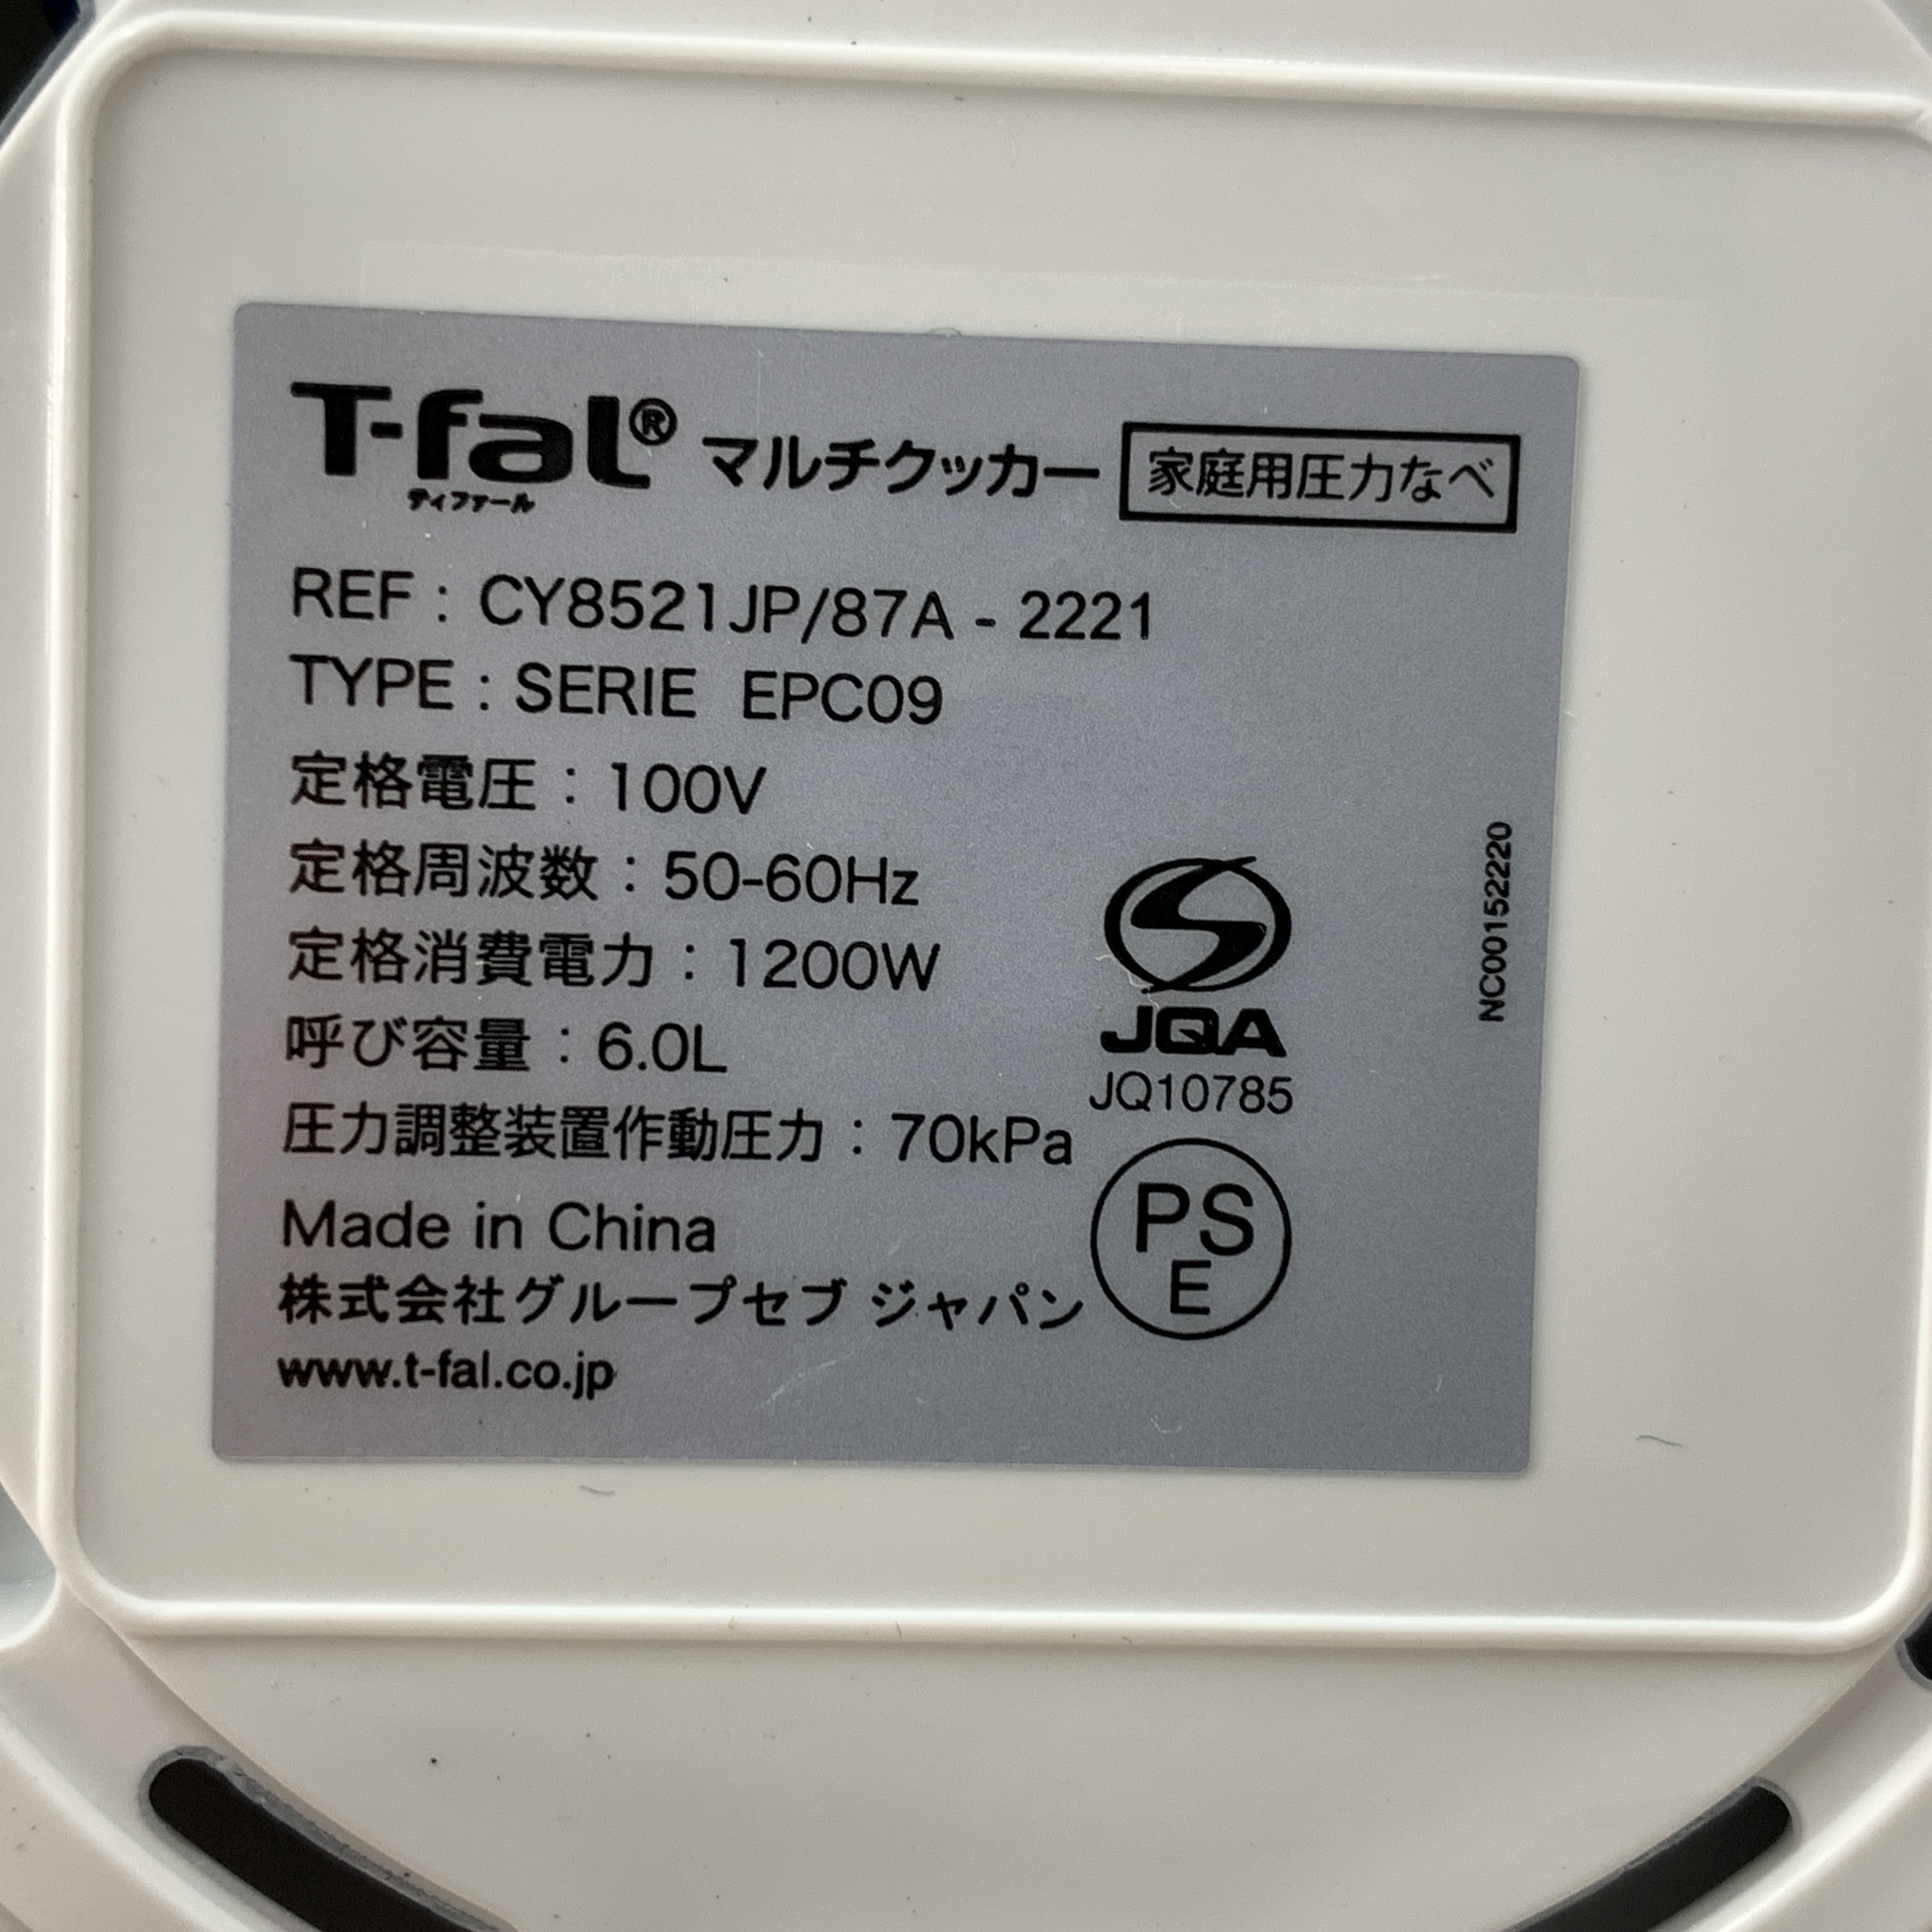 T-fal® マルチクッカー 家庭用圧力なべ
ティファール
REF : CY8521JP/87A - 2221
TYPE : SERIE EPC09
定格電圧 : 100V
定格周波数 : 50-60Hz
定格消費電力 : 1200W
呼び容量 : 6.0L
圧力調整装置作動圧力 : 70kPa
Made in China
株式会社グループセブ ジャパン
www.t-fal.co.jp
JQA
JQ10785
PS
E
NC00152220